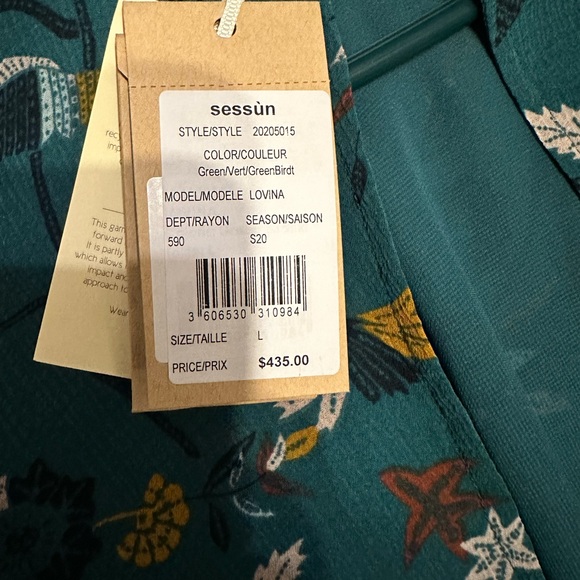 sessùn
STYLE/STYLE 20205015
COLOR/COULEUR
Green/Vert/GreenBirdt
MODEL/MODELE LOVINA
DEPT/RAYON SEASON/SAISON
590 S20
3 606530 310984
SIZE/TAILLE L
PRICE/PRIX $435.00
This
forward
It is partly
which allows
impact and
approach to